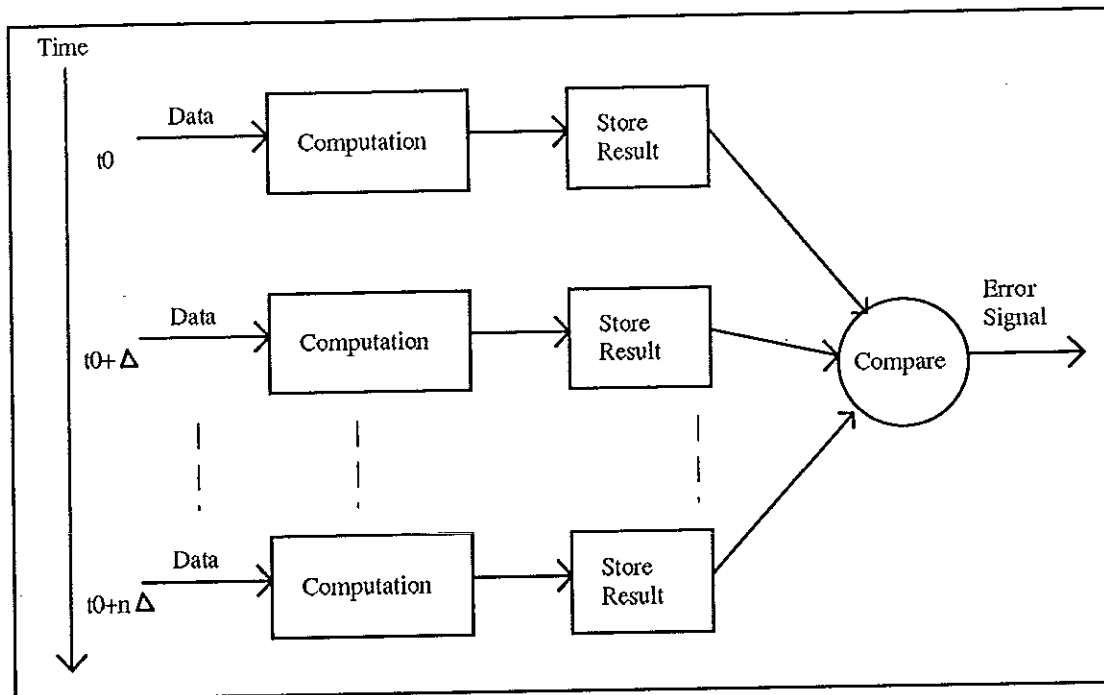 Time
Data
t0
Computation
Store
Result
Data
t0+Δ
Computation
Store
Result
Compare
Error
Signal
Data
t0+nΔ
Computation
Store
Result